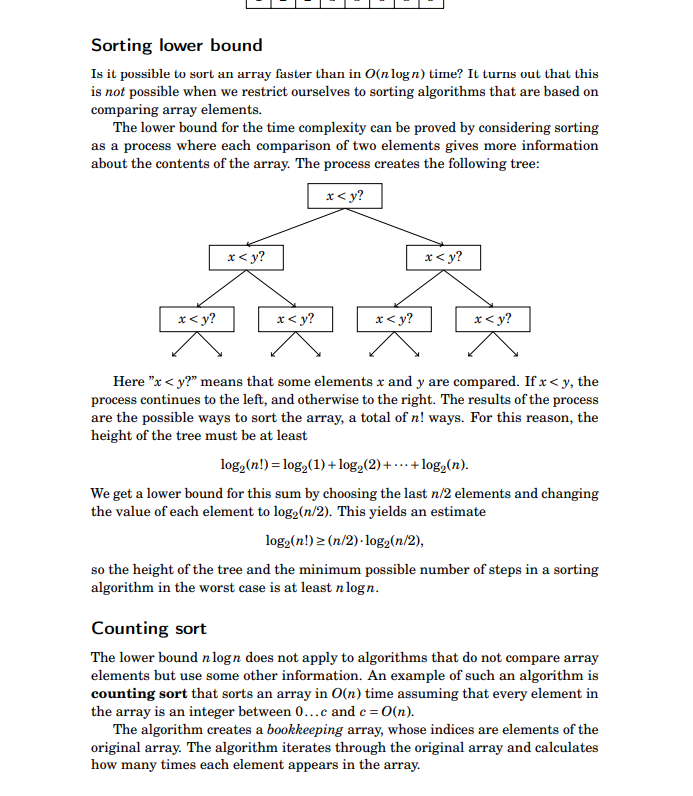 Sorting lower bound
Is it possible to sort an array faster than in O(n log n) time? It turns out that this
is not possible when we restrict ourselves to sorting algorithms that are based on
comparing array elements.
The lower bound for the time complexity can be proved by considering sorting
as a process where each comparison of two elements gives more information
about the contents of the array. The process creates the following tree:
x < y?
x < y? x < y?
x < y? x < y? x < y? x < y?
Here ”x < y?” means that some elements x and y are compared. If x < y, the
process continues to the left, and otherwise to the right. The results of the process
are the possible ways to sort the array, a total of n! ways. For this reason, the
height of the tree must be at least
log₂(n!) = log₂(1) + log₂(2) + ··· + log₂(n).
We get a lower bound for this sum by choosing the last n/2 elements and changing
the value of each element to log₂(n/2). This yields an estimate
log₂(n!) ≥ (n/2) · log₂(n/2),
so the height of the tree and the minimum possible number of steps in a sorting
algorithm in the worst case is at least n log n.
Counting sort
The lower bound n log n does not apply to algorithms that do not compare array
elements but use some other information. An example of such an algorithm is
counting sort that sorts an array in O(n) time assuming that every element in
the array is an integer between 0...c and c = O(n).
The algorithm creates a bookkeeping array, whose indices are elements of the
original array. The algorithm iterates through the original array and calculates
how many times each element appears in the array.